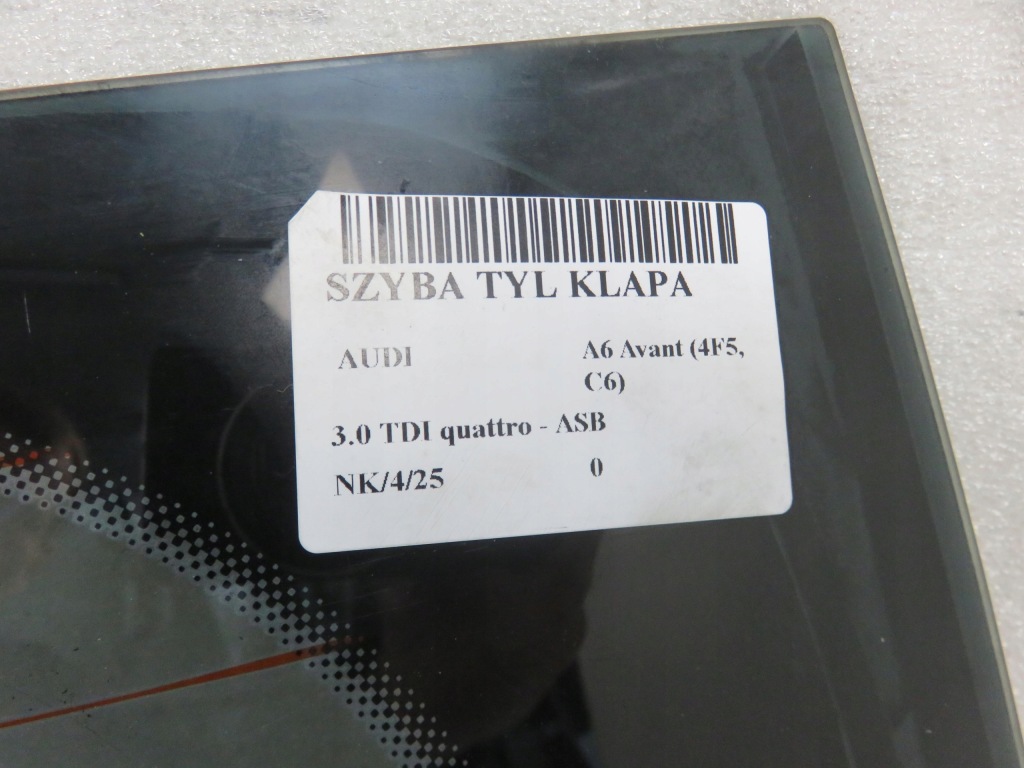 SZYBA TYL KLAPA
AUDI
A6 Avant (4F5,
C6)
3.0 TDI quattro - ASB
NK/4/25
0